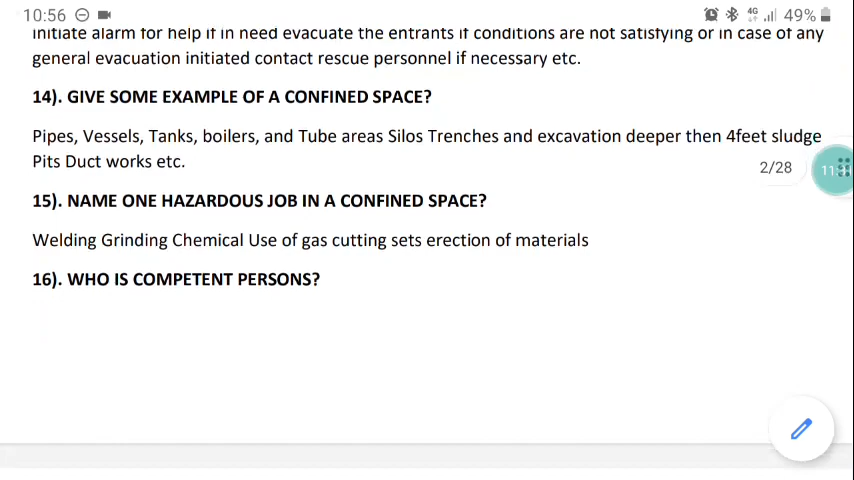 10:56 4G 49%
initiate alarm for help if in need evacuate the entrants if conditions are not satisfying or in case of any
general evacuation initiated contact rescue personnel if necessary etc.
14). GIVE SOME EXAMPLE OF A CONFINED SPACE?
Pipes, Vessels, Tanks, boilers, and Tube areas Silos Trenches and excavation deeper then 4feet sludge
Pits Duct works etc.
2/28
15). NAME ONE HAZARDOUS JOB IN A CONFINED SPACE?
Welding Grinding Chemical Use of gas cutting sets erection of materials
16). WHO IS COMPETENT PERSONS?